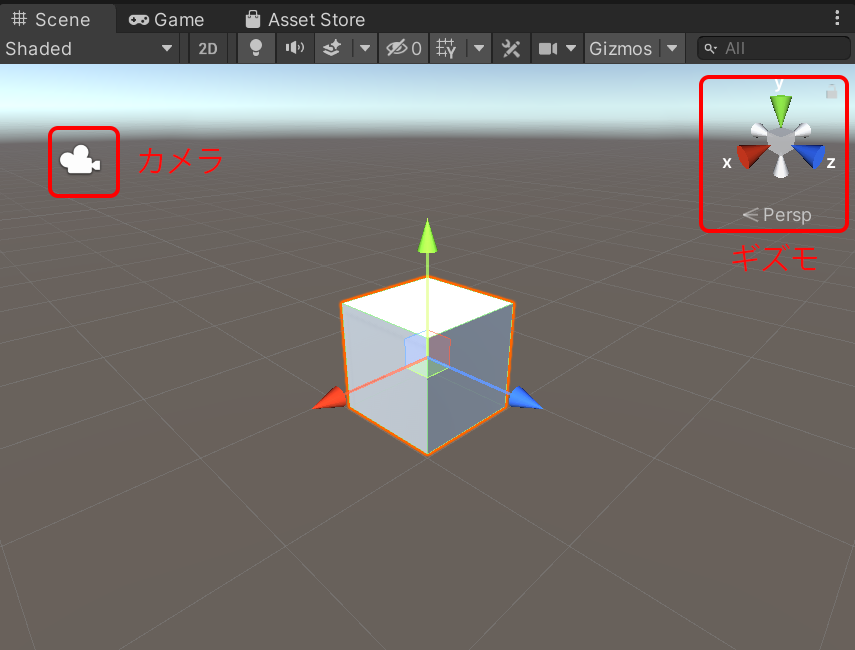 Scene Game Asset Store
Shaded 2D 0 Gizmos All
y
カメラ
x z
Persp
ギズモ